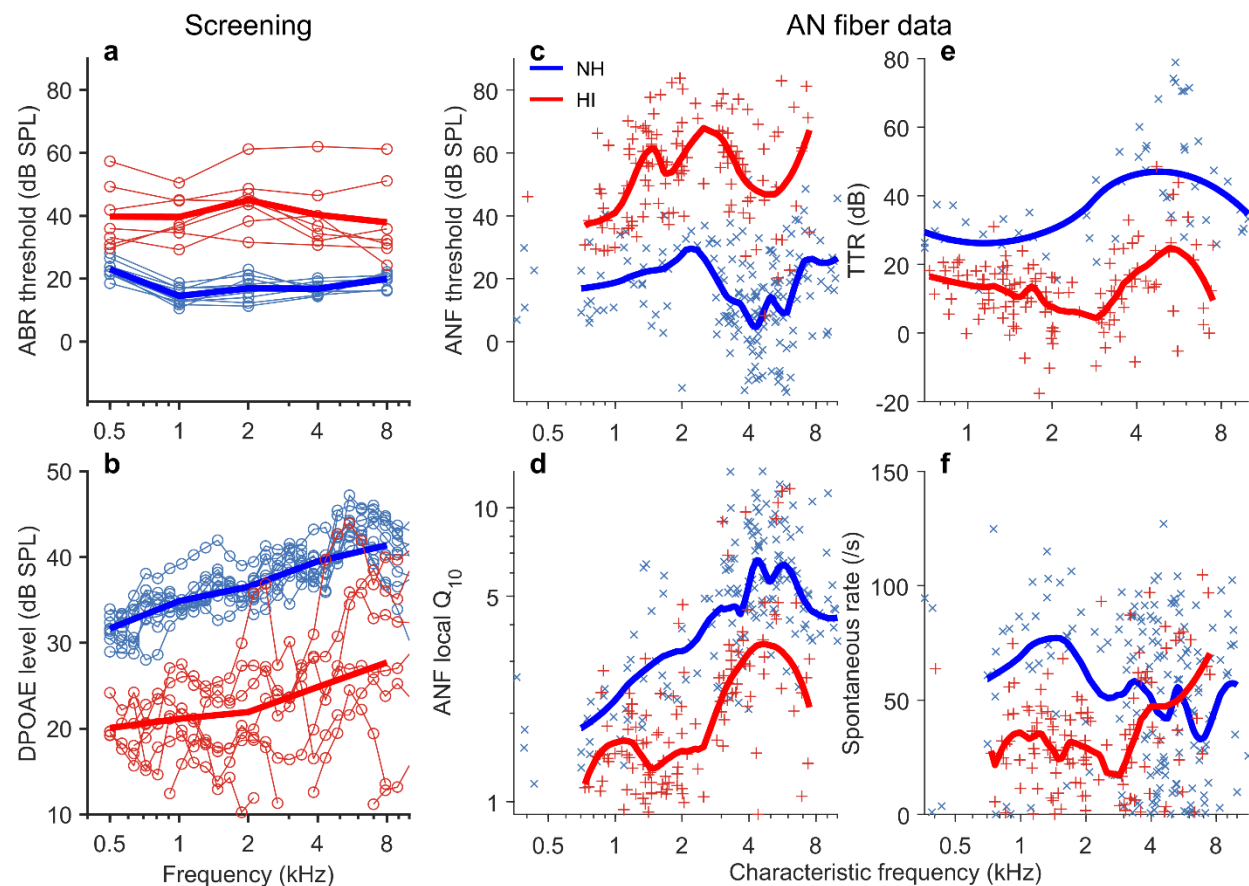 Screening
AN fiber data
a
ABR threshold (dB SPL)
80
60
40
20
0
0.5 1 2 4 8
b
DPOAE level (dB SPL)
50
40
30
20
10
0.5 1 2 4 8
Frequency (kHz)
c
NH
HI
ANF threshold (dB SPL)
80
60
40
20
0
0.5 1 2 4 8
d
ANF local Q10
10
5
1
0.5 1 2 4 8
e
TTR (dB)
80
60
40
20
0
-20
1 2 4 8
f
Spontaneous rate (/s)
150
100
50
0
0.5 1 2 4 8
Characteristic frequency (kHz)